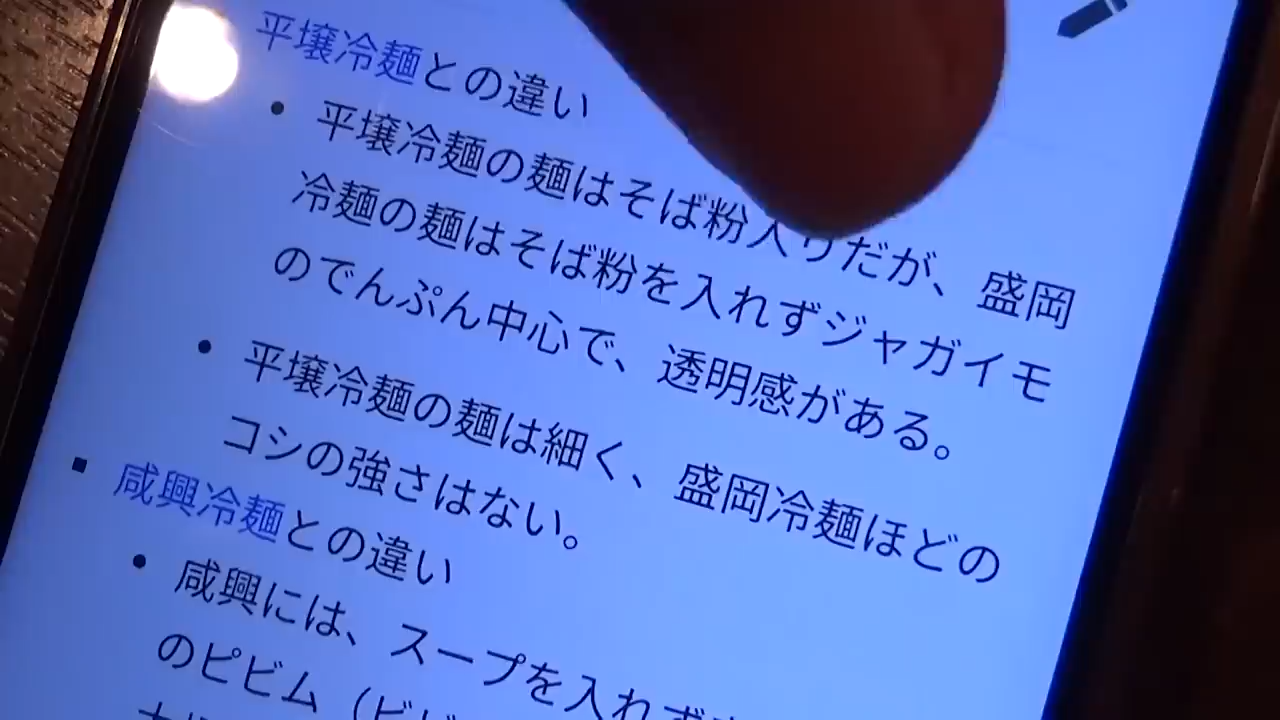 平壌冷麺との違い
• 平壌冷麺の麺はそば粉入りだが、盛岡
冷麺の麺はそば粉を入れずジャガイモ
のでんぷん中心で、透明感がある。
• 平壌冷麺の麺は細く、盛岡冷麺ほどの
コシの強さはない。
▪ 咸興冷麺との違い
• 咸興には、スープを入れず
のピビム（ビビ